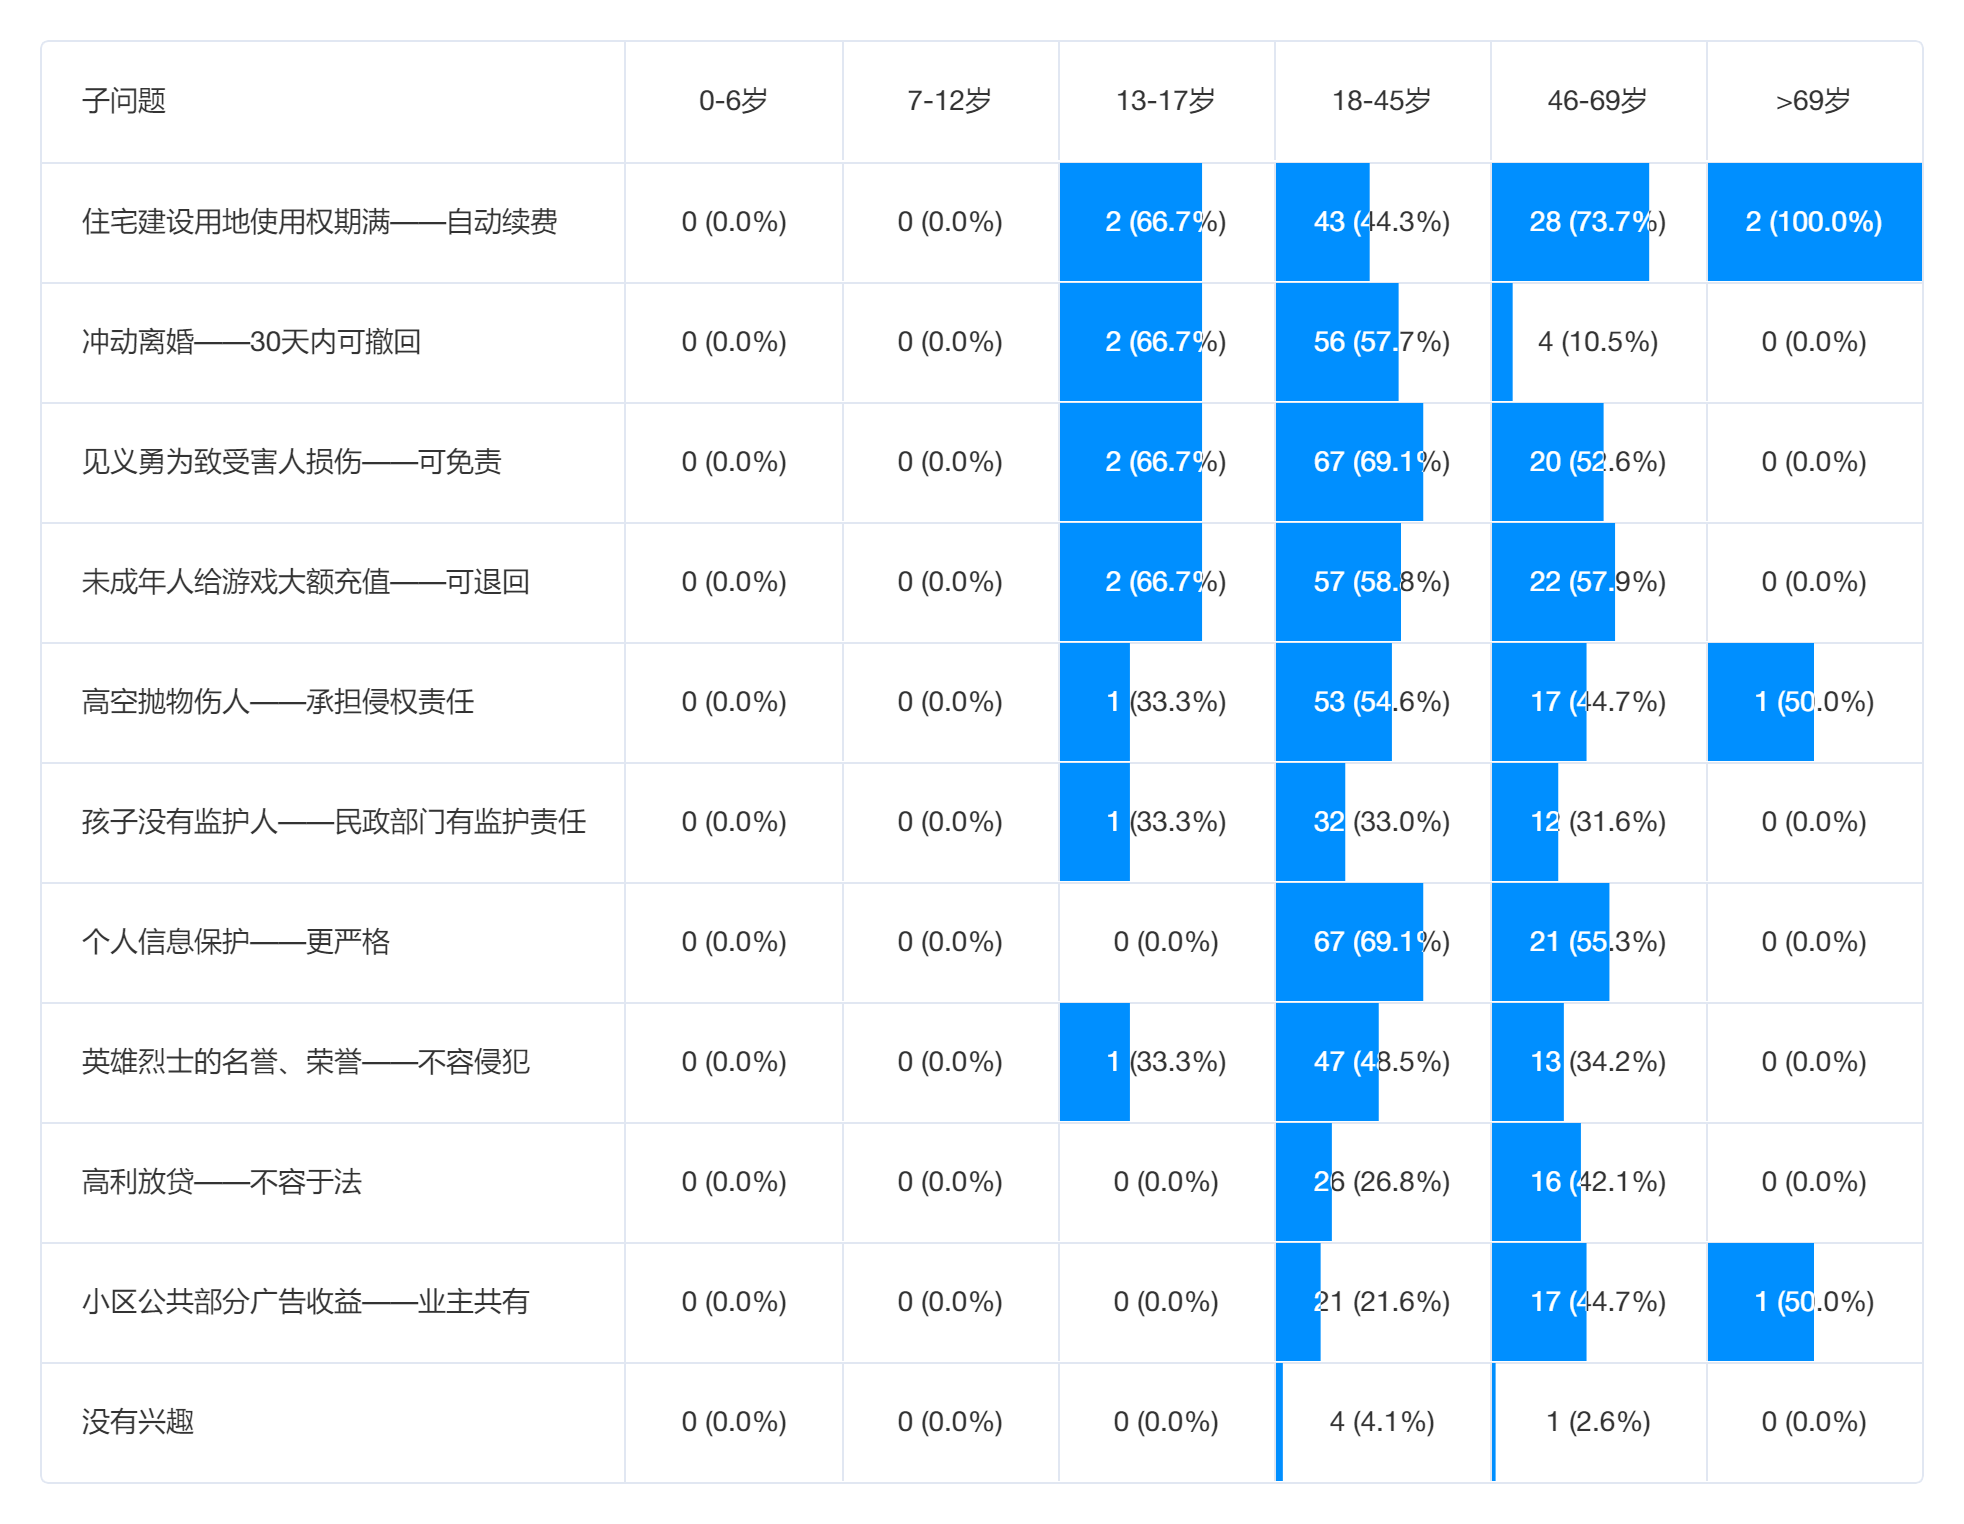 子问题 0-6岁 7-12岁 13-17岁 18-45岁 46-69岁 >69岁
住宅建设用地使用权期满——自动续费 0 (0.0%) 0 (0.0%) 2 (66.7%) 43 (44.3%) 28 (73.7%) 2 (100.0%)
冲动离婚——30天内可撤回 0 (0.0%) 0 (0.0%) 2 (66.7%) 56 (57.7%) 4 (10.5%) 0 (0.0%)
见义勇为致受害人损伤——可免责 0 (0.0%) 0 (0.0%) 2 (66.7%) 67 (69.1%) 20 (52.6%) 0 (0.0%)
未成年人给游戏大额充值——可退回 0 (0.0%) 0 (0.0%) 2 (66.7%) 57 (58.8%) 22 (57.9%) 0 (0.0%)
高空抛物伤人——承担侵权责任 0 (0.0%) 0 (0.0%) 1 (33.3%) 53 (54.6%) 17 (44.7%) 1 (50.0%)
孩子没有监护人——民政部门有监护责任 0 (0.0%) 0 (0.0%) 1 (33.3%) 32 (33.0%) 12 (31.6%) 0 (0.0%)
个人信息保护——更严格 0 (0.0%) 0 (0.0%) 0 (0.0%) 67 (69.1%) 21 (55.3%) 0 (0.0%)
英雄烈士的名誉、荣誉——不容侵犯 0 (0.0%) 0 (0.0%) 1 (33.3%) 47 (48.5%) 13 (34.2%) 0 (0.0%)
高利放贷——不容于法 0 (0.0%) 0 (0.0%) 0 (0.0%) 26 (26.8%) 16 (42.1%) 0 (0.0%)
小区公共部分广告收益——业主共有 0 (0.0%) 0 (0.0%) 0 (0.0%) 21 (21.6%) 17 (44.7%) 1 (50.0%)
没有兴趣 0 (0.0%) 0 (0.0%) 0 (0.0%) 4 (4.1%) 1 (2.6%) 0 (0.0%)